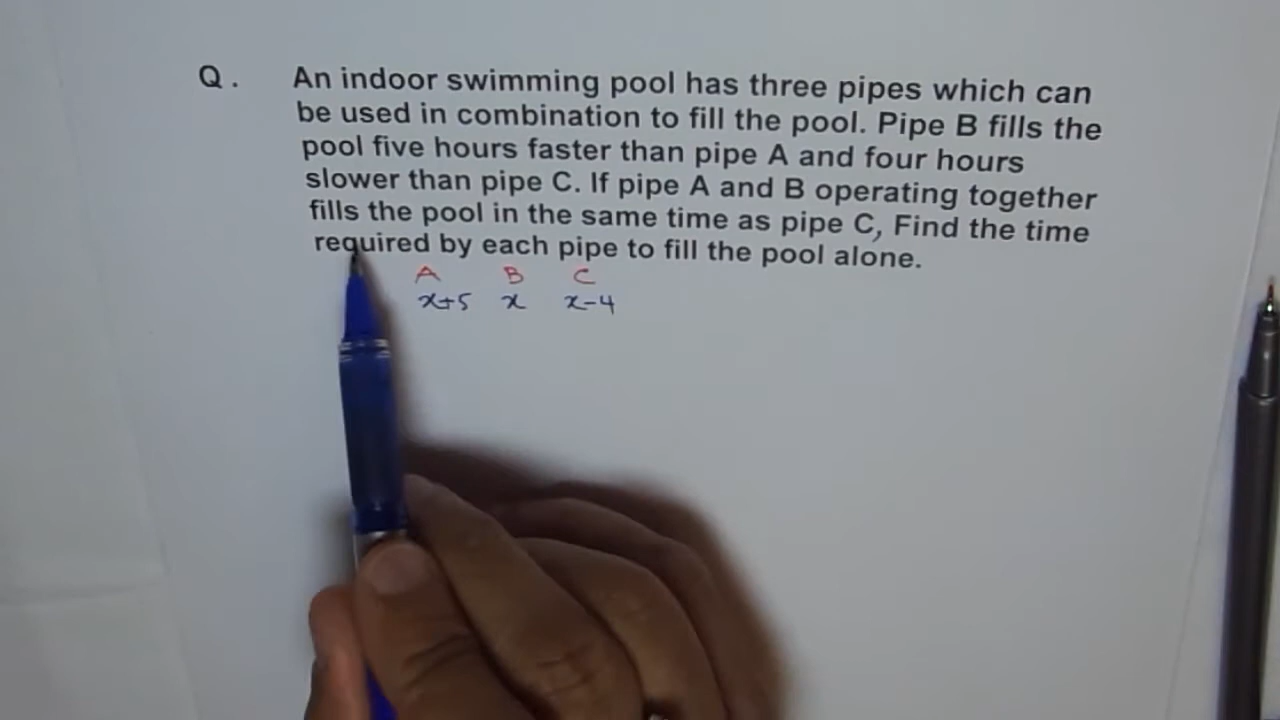 Q. An indoor swimming pool has three pipes which can
be used in combination to fill the pool. Pipe B fills the
pool five hours faster than pipe A and four hours
slower than pipe C. If pipe A and B operating together
fills the pool in the same time as pipe C, Find the time
required by each pipe to fill the pool alone.
A B C
x+5 x x-4